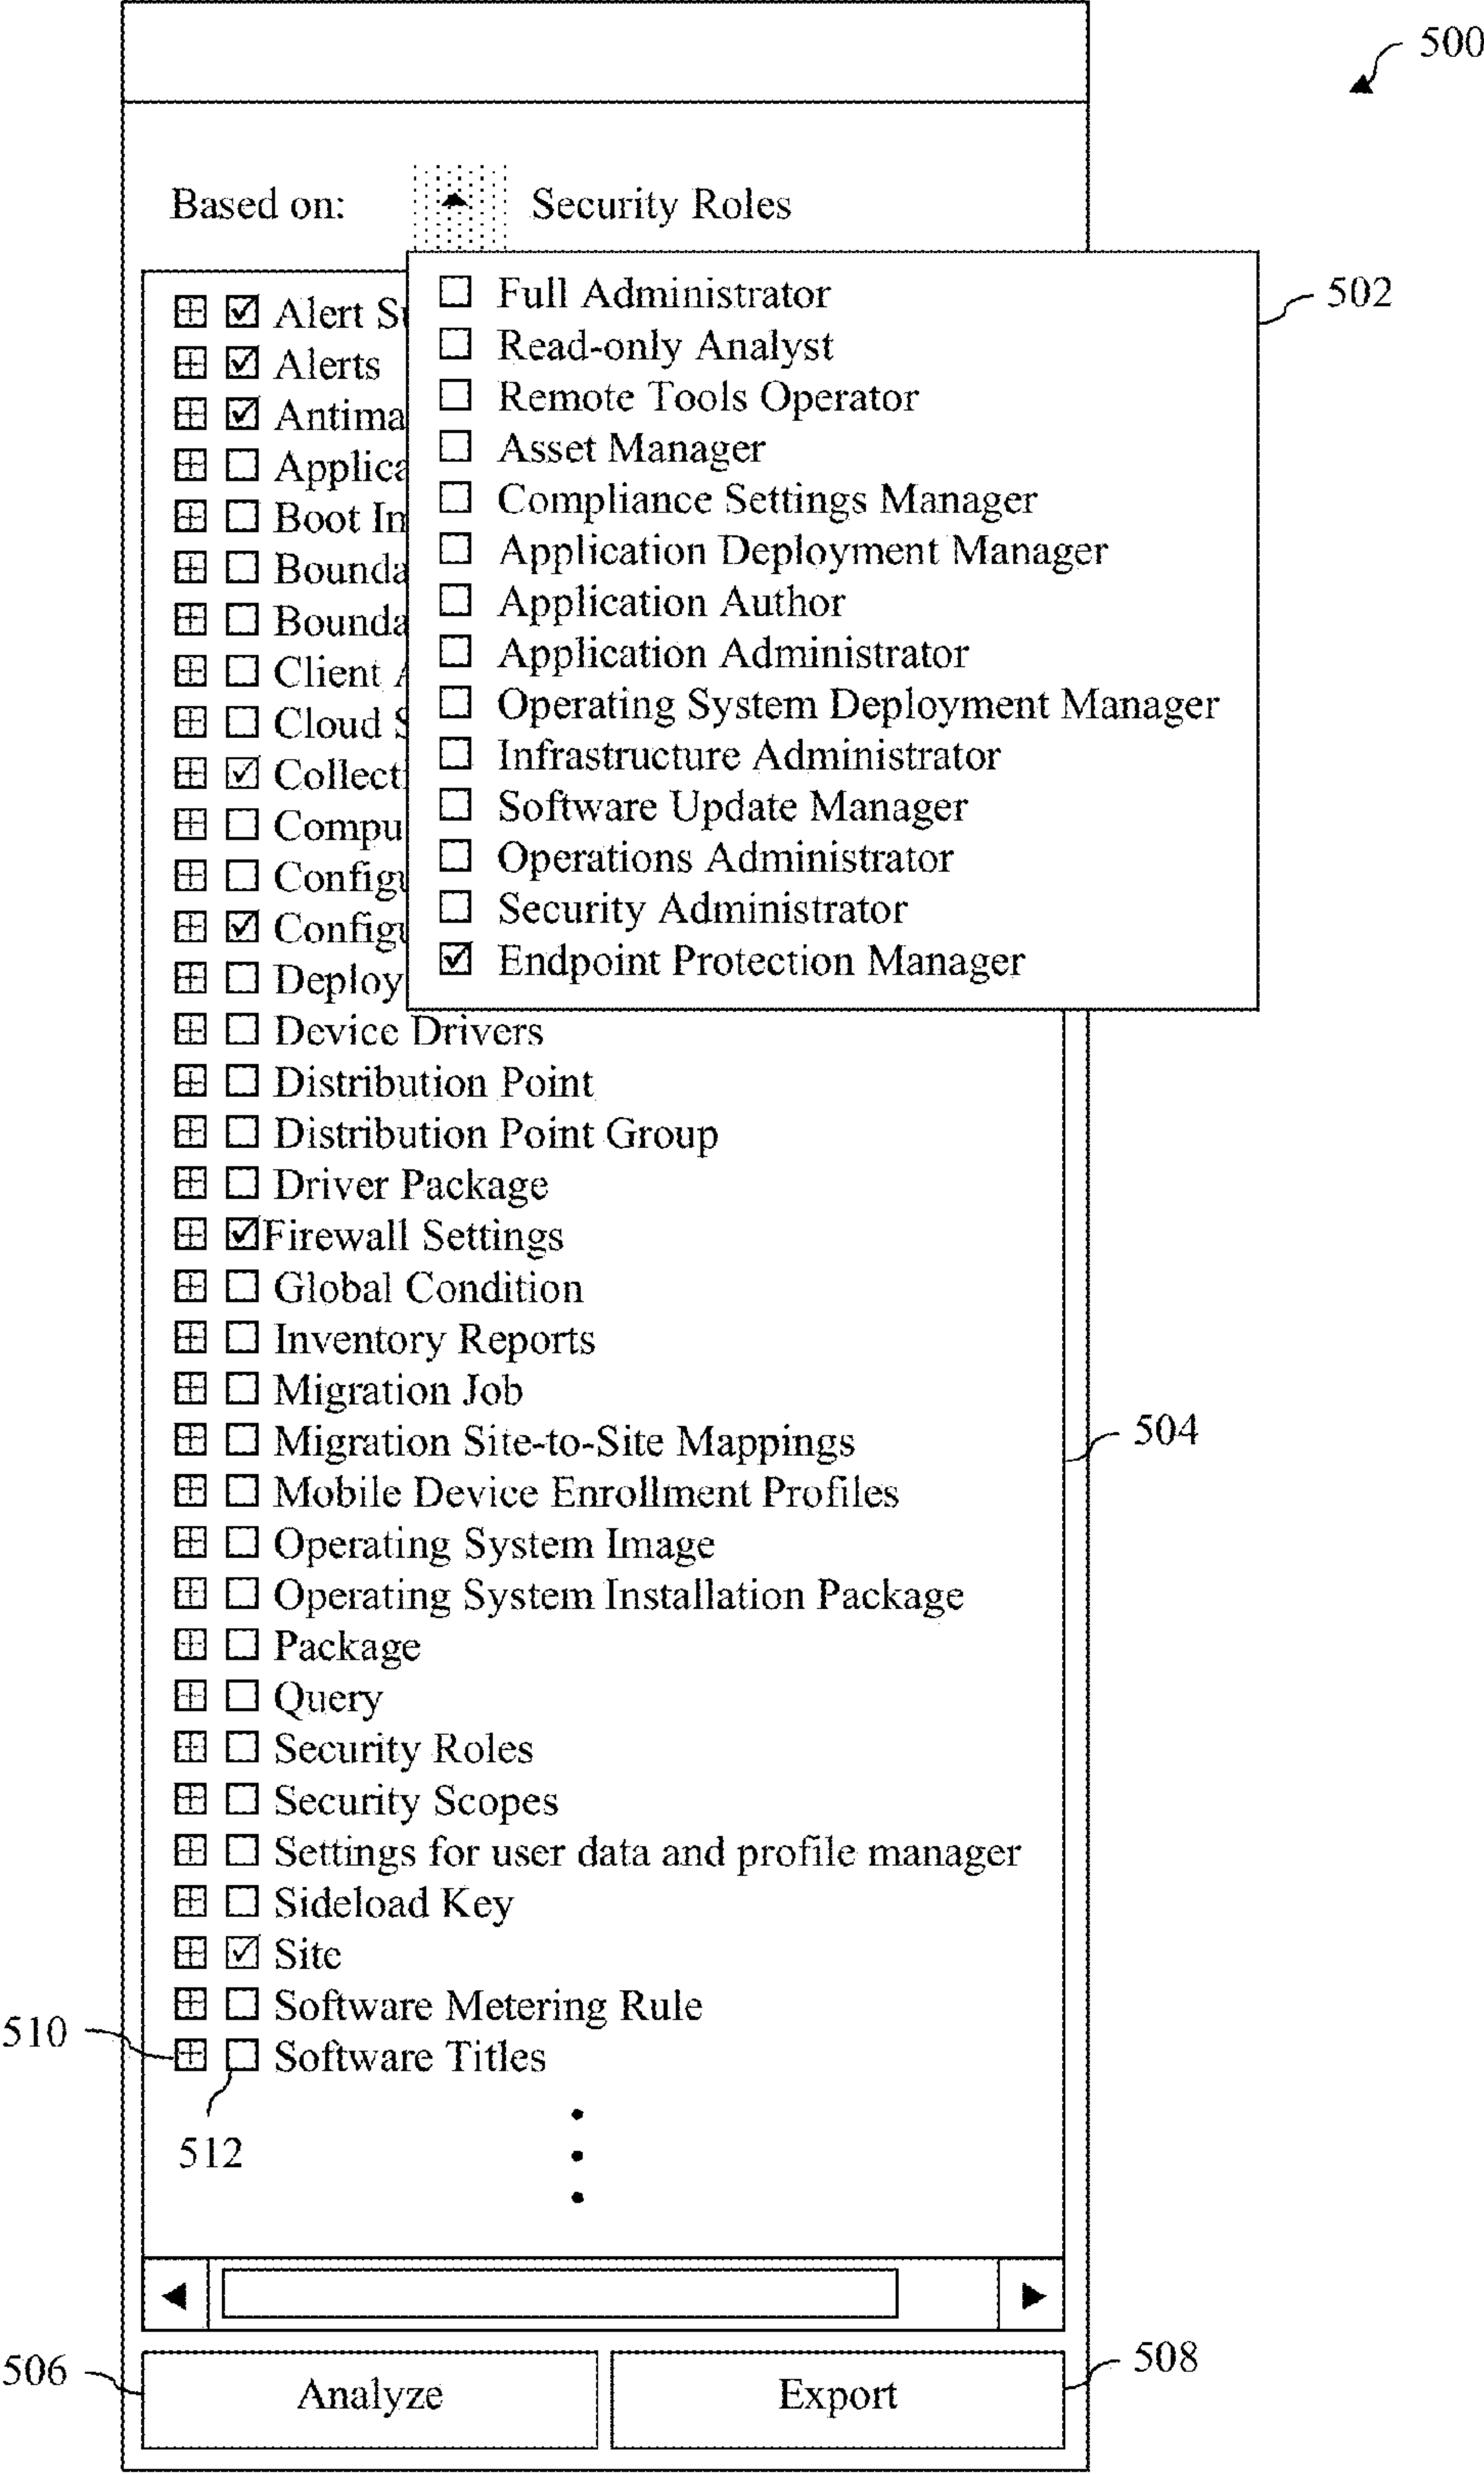 500
Based on: Security Roles
502
Full Administrator
Read-only Analyst
Remote Tools Operator
Asset Manager
Compliance Settings Manager
Application Deployment Manager
Application Author
Application Administrator
Operating System Deployment Manager
Infrastructure Administrator
Software Update Manager
Operations Administrator
Security Administrator
Endpoint Protection Manager
Alert
Alerts
Antima
Applica
Boot
Bounda
Bounda
Client
Cloud
Collect
Compu
Config
Config
Deploy
Device Drivers
Distribution Point
Distribution Point Group
Driver Package
Firewall Settings
Global Condition
Inventory Reports
Migration Job
Migration Site-to-Site Mappings
504
Mobile Device Enrollment Profiles
Operating System Image
Operating System Installation Package
Package
Query
Security Roles
Security Scopes
Settings for user data and profile manager
Sideload Key
Site
Software Metering Rule
510
Software Titles
512
506
Analyze
Export
508